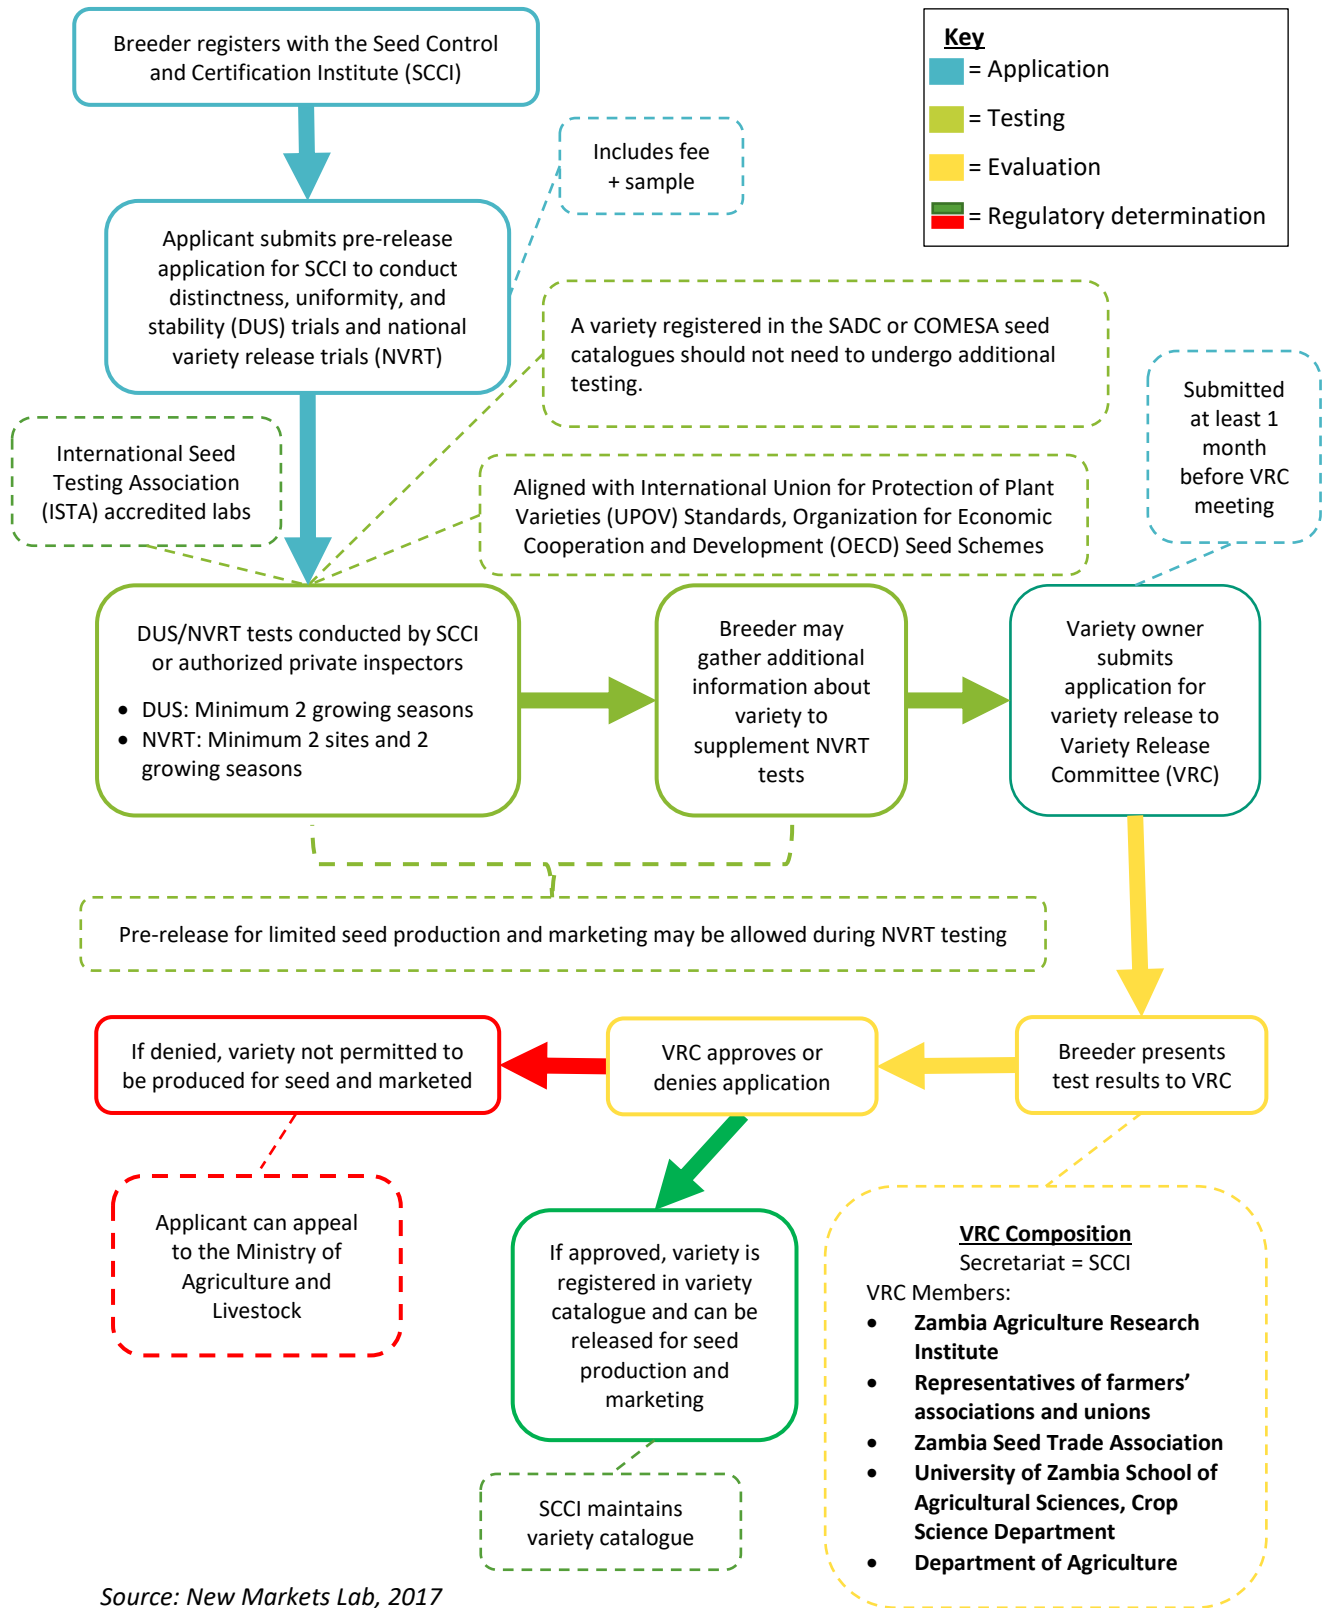 Breeder registers with the Seed Control
and Certification Institute (SCCI)
Key
= Application
= Testing
= Evaluation
= Regulatory determination
Includes fee
+ sample
Applicant submits pre-release
application for SCCI to conduct
distinctness, uniformity, and
stability (DUS) trials and national
variety release trials (NVRT)
A variety registered in the SADC or COMESA seed
catalogues should not need to undergo additional
testing.
Submitted
at least 1
month
before VRC
meeting
International Seed
Testing Association
(ISTA) accredited labs
Aligned with International Union for Protection of Plant
Varieties (UPOV) Standards, Organization for Economic
Cooperation and Development (OECD) Seed Schemes
DUS/NVRT tests conducted by SCCI
or authorized private inspectors
• DUS: Minimum 2 growing seasons
• NVRT: Minimum 2 sites and 2
growing seasons
Breeder may
gather additional
information about
variety to
supplement NVRT
tests
Variety owner
submits
application for
variety release to
Variety Release
Committee (VRC)
Pre-release for limited seed production and marketing may be allowed during NVRT testing
If denied, variety not permitted to
be produced for seed and marketed
VRC approves or
denies application
Breeder presents
test results to VRC
Applicant can appeal
to the Ministry of
Agriculture and
Livestock
If approved, variety is
registered in variety
catalogue and can be
released for seed
production and
marketing
VRC Composition
Secretariat = SCCI
VRC Members:
• Zambia Agriculture Research
Institute
• Representatives of farmers’
associations and unions
• Zambia Seed Trade Association
• University of Zambia School of
Agricultural Sciences, Crop
Science Department
• Department of Agriculture
SCCI maintains
variety catalogue
Source: New Markets Lab, 2017